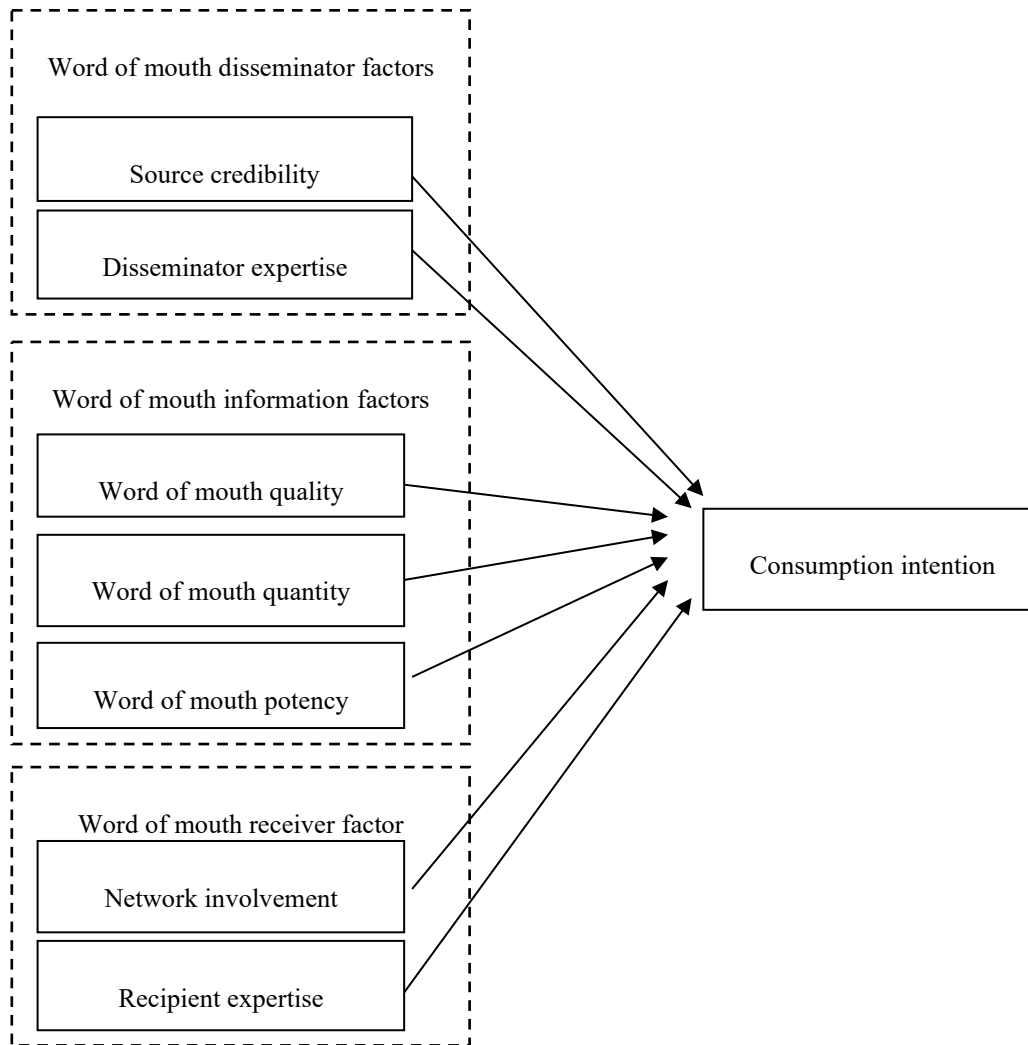 Word of mouth disseminator factors
Source credibility
Disseminator expertise
Word of mouth information factors
Word of mouth quality
Word of mouth quantity
Word of mouth potency
Consumption intention
Word of mouth receiver factor
Network involvement
Recipient expertise